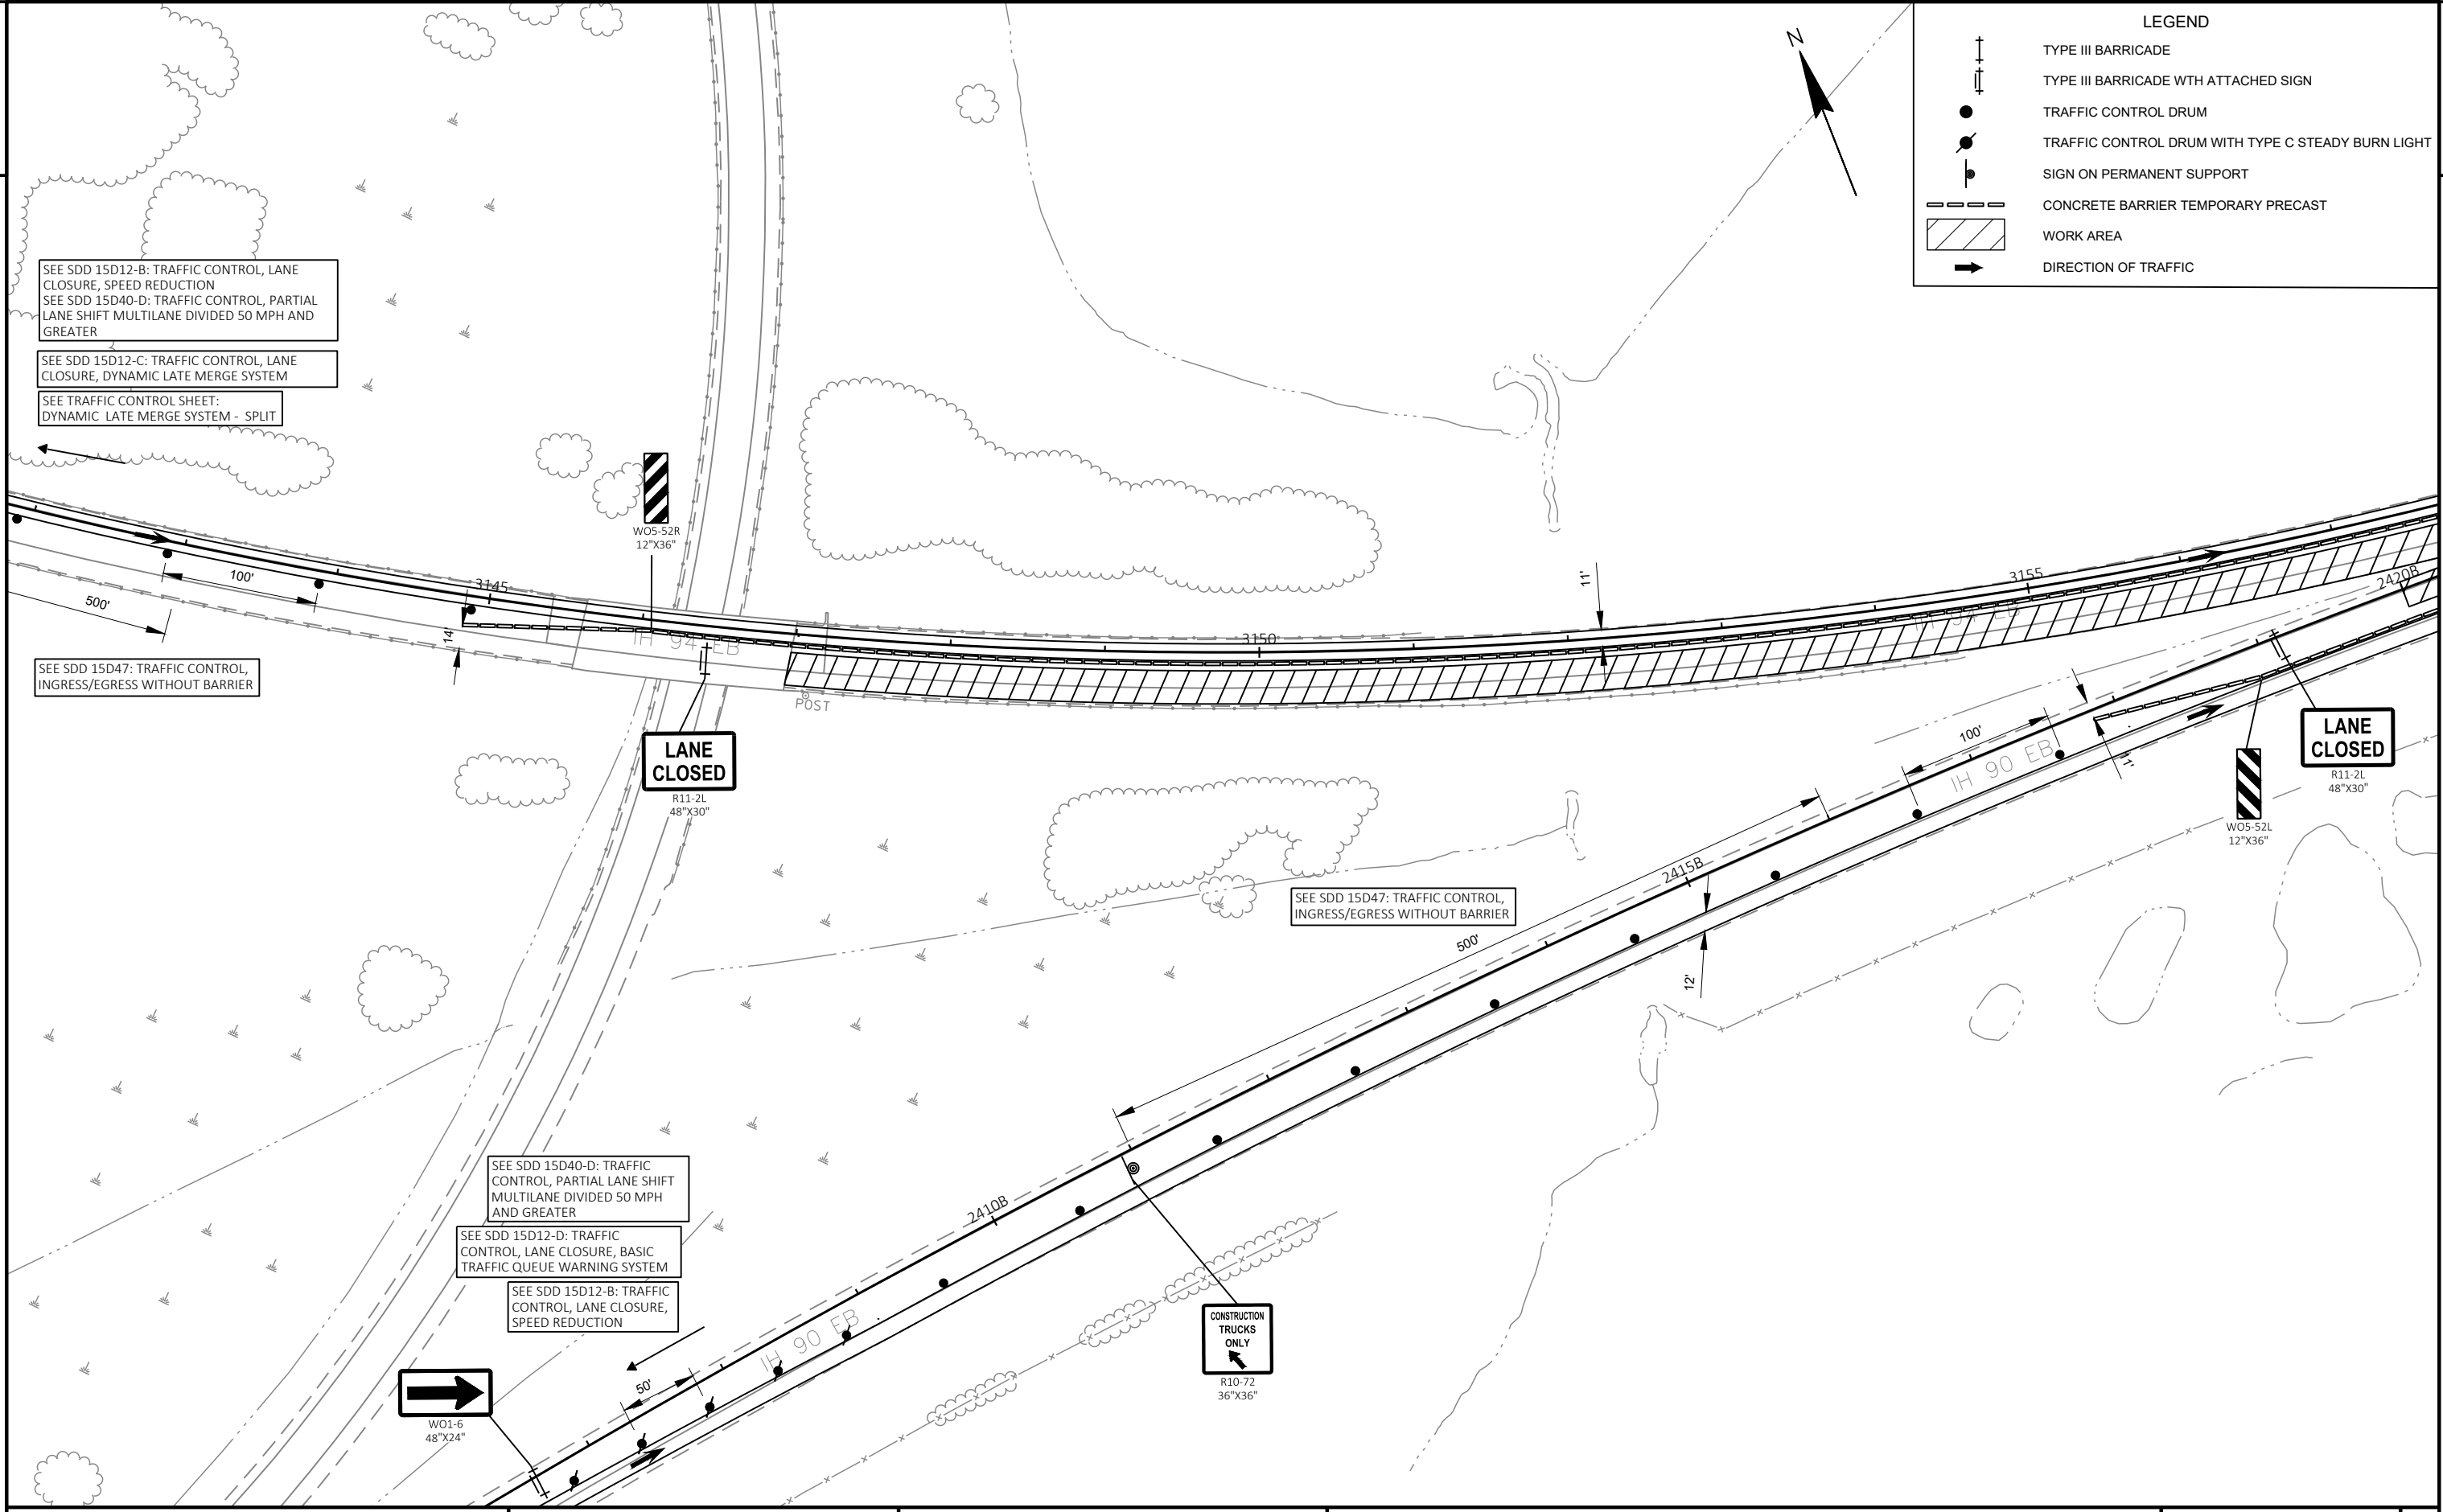 LEGEND
TYPE III BARRICADE
TYPE III BARRICADE WTH ATTACHED SIGN
TRAFFIC CONTROL DRUM
TRAFFIC CONTROL DRUM WITH TYPE C STEADY BURN LIGHT
SIGN ON PERMANENT SUPPORT
CONCRETE BARRIER TEMPORARY PRECAST
WORK AREA
DIRECTION OF TRAFFIC
N
SEE SDD 15D12-B: TRAFFIC CONTROL, LANE
CLOSURE, SPEED REDUCTION
SEE SDD 15D40-D: TRAFFIC CONTROL, PARTIAL
LANE SHIFT MULTILANE DIVIDED 50 MPH AND
GREATER
SEE SDD 15D12-C: TRAFFIC CONTROL, LANE
CLOSURE, DYNAMIC LATE MERGE SYSTEM
SEE TRAFFIC CONTROL SHEET:
DYNAMIC LATE MERGE SYSTEM - SPLIT
WO5-52R
12"X36"
100'
500'
3145
14'
IH 94 EB
3150
11'
3155
IH 94 EB
2420B
SEE SDD 15D47: TRAFFIC CONTROL,
INGRESS/EGRESS WITHOUT BARRIER
POST
LANE
CLOSED
R11-2L
48"X30"
100'
IH 90 EB
11'
LANE
CLOSED
R11-2L
48"X30"
WO5-52L
12"X36"
2415B
SEE SDD 15D47: TRAFFIC CONTROL,
INGRESS/EGRESS WITHOUT BARRIER
500'
12'
2410B
SEE SDD 15D40-D: TRAFFIC
CONTROL, PARTIAL LANE SHIFT
MULTILANE DIVIDED 50 MPH
AND GREATER
SEE SDD 15D12-D: TRAFFIC
CONTROL, LANE CLOSURE, BASIC
TRAFFIC QUEUE WARNING SYSTEM
SEE SDD 15D12-B: TRAFFIC
CONTROL, LANE CLOSURE,
SPEED REDUCTION
IH 90 EB
50'
CONSTRUCTION
TRUCKS
ONLY
R10-72
36"X36"
WO1-6
48"X24"